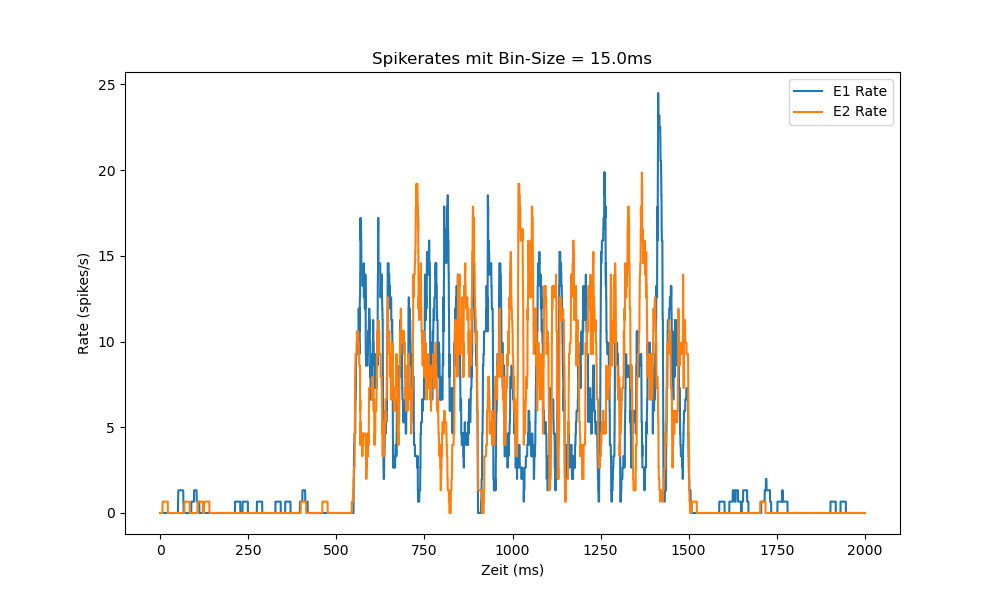 Spikerates mit Bin-Size = 15.0ms
E1 Rate
E2 Rate
25
20
15
10
5
0
Rate (spikes/s)
0 250 500 750 1000 1250 1500 1750 2000
Zeit (ms)